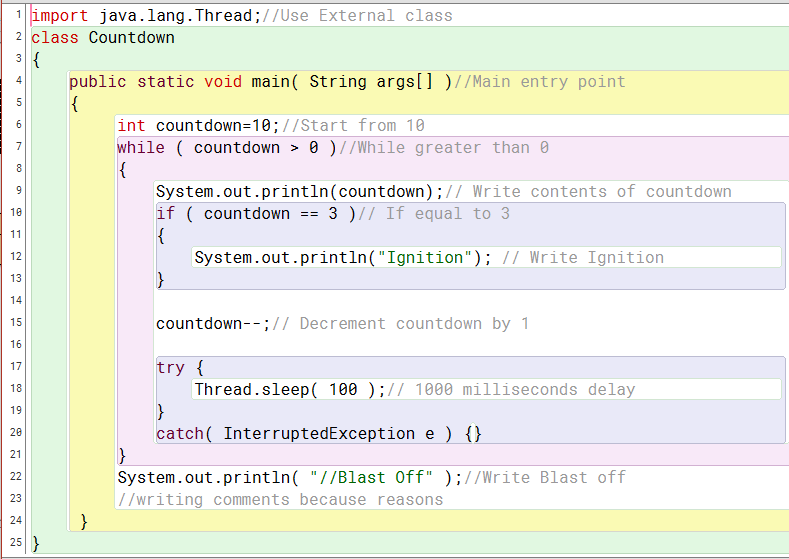 1 import java.lang.Thread;//Use External class
2 class Countdown
3 {
4 public static void main( String args[] )//Main entry point
5 {
6 int countdown=10;//Start from 10
7 while ( countdown > 0 )//While greater than 0
8 {
9 System.out.println(countdown);// Write contents of countdown
10 if ( countdown == 3 )// If equal to 3
11 {
12 System.out.println("Ignition"); // Write Ignition
13 }
14
15 countdown--;// Decrement countdown by 1
16
17 try {
18 Thread.sleep( 100 );// 1000 milliseconds delay
19 }
20 catch( InterruptedException e ) {}
21 }
22 System.out.println( "//Blast Off" );//Write Blast off
23 //writing comments because reasons
24 }
25 }